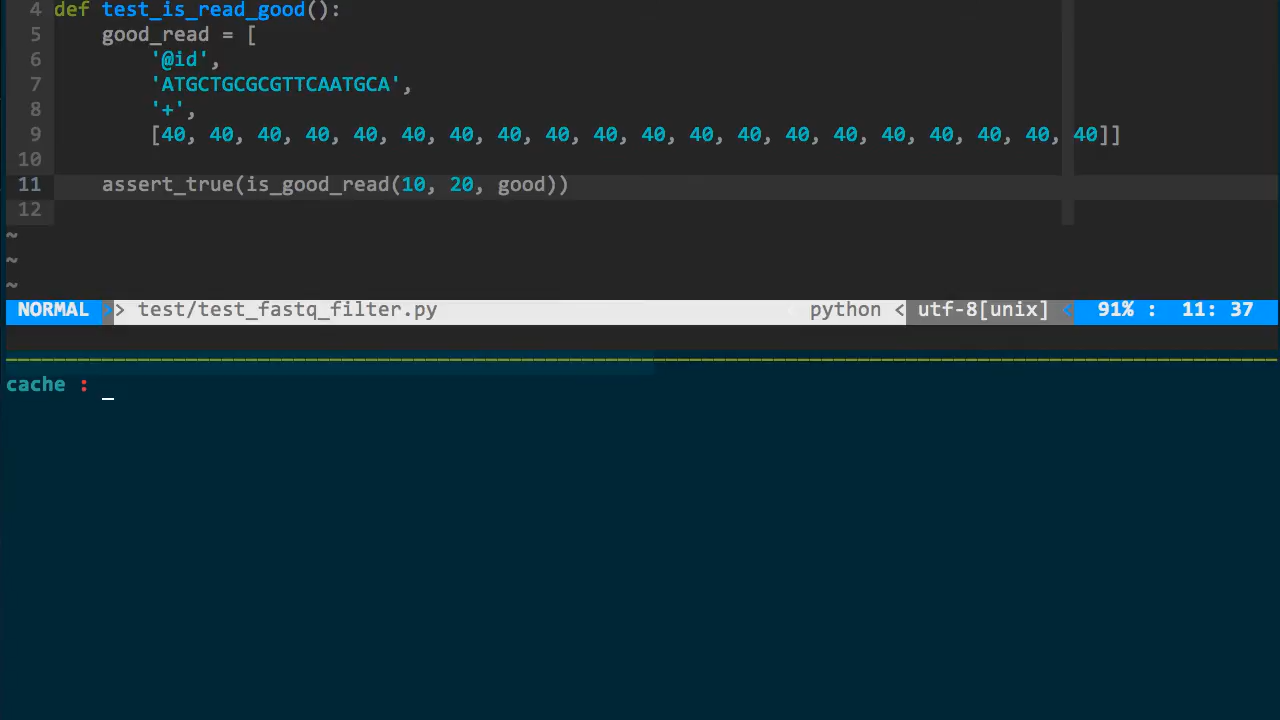 4 def test_is_read_good():
5 good_read = [
6 '@id',
7 'ATGCTGCGCGTTCAATGCA',
8 '+',
9 [40, 40, 40, 40, 40, 40, 40, 40, 40, 40, 40, 40, 40, 40, 40, 40, 40, 40, 40, 40]]
10
11 assert_true(is_good_read(10, 20, good))
12
~
~
~
NORMAL >> test/test_fastq_filter.py < python < utf-8[unix] < 91% : 11: 37
cache : _